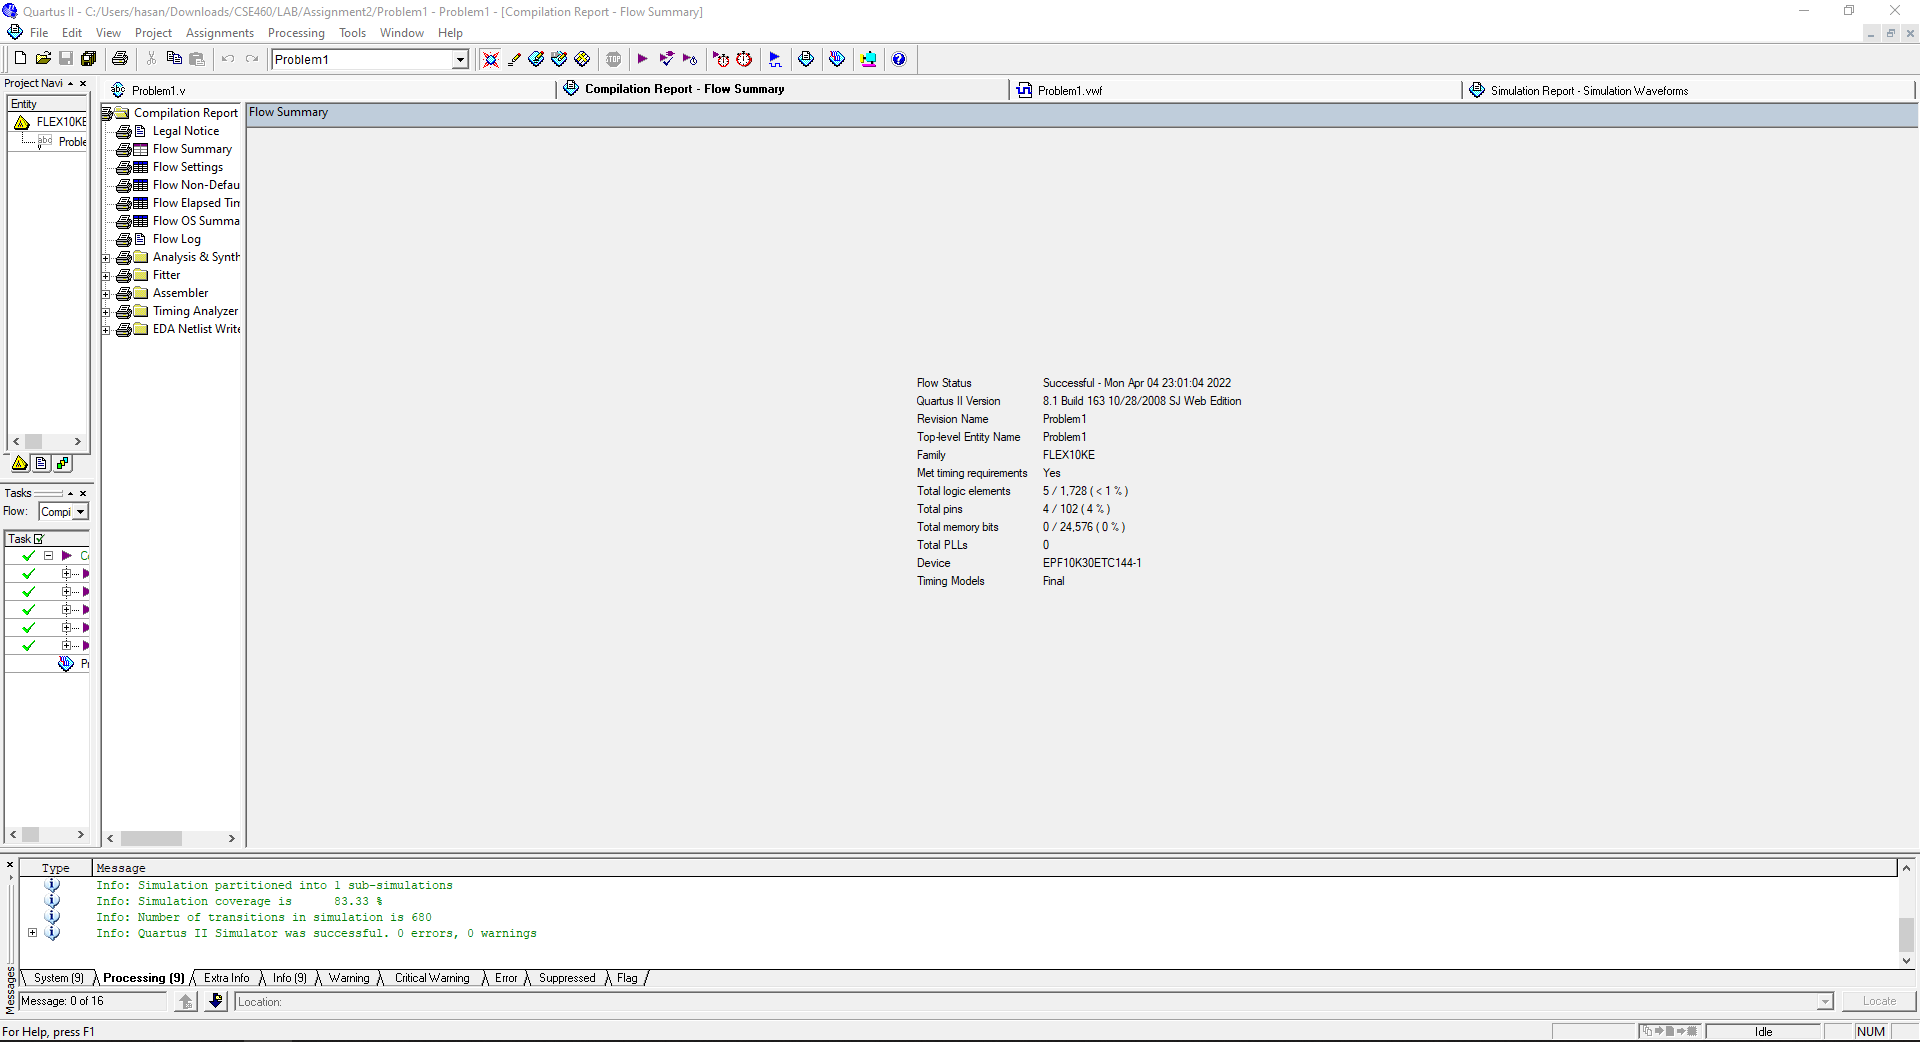 Quartus II - C:/Users/hasan/Downloads/CSE460/LAB/Assignment2/Problem1 - Problem1 - [Compilation Report - Flow Summary]
File Edit View Project Assignments Processing Tools Window Help
Problem1
Project Navi
Entity
FLEX10KE
Proble
Problem1.v
Compilation Report - Flow Summary
Problem1.vwf
Simulation Report - Simulation Waveforms
Compilation Report
Legal Notice
Flow Summary
Flow Settings
Flow Non-Defau
Flow Elapsed Tim
Flow OS Summa
Flow Log
Analysis & Synth
Fitter
Assembler
Timing Analyzer
EDA Netlist Write
Flow Summary
Flow Status Successful - Mon Apr 04 23:01:04 2022
Quartus II Version 8.1 Build 163 10/28/2008 SJ Web Edition
Revision Name Problem1
Top-level Entity Name Problem1
Family FLEX10KE
Met timing requirements Yes
Total logic elements 5 / 1,728 ( < 1 % )
Total pins 4 / 102 ( 4 % )
Total memory bits 0 / 24,576 ( 0 % )
Total PLLs 0
Device EPF10K30ETC144-1
Timing Models Final
Tasks
Flow: Compi
Task
Type Message
Info: Simulation partitioned into 1 sub-simulations
Info: Simulation coverage is 83.33 %
Info: Number of transitions in simulation is 680
Info: Quartus II Simulator was successful. 0 errors, 0 warnings
System (9) Processing (9) Extra Info Info (9) Warning Critical Warning Error Suppressed Flag
Messages
Message: 0 of 16
Location:
Locate
For Help, press F1
Idle
NUM